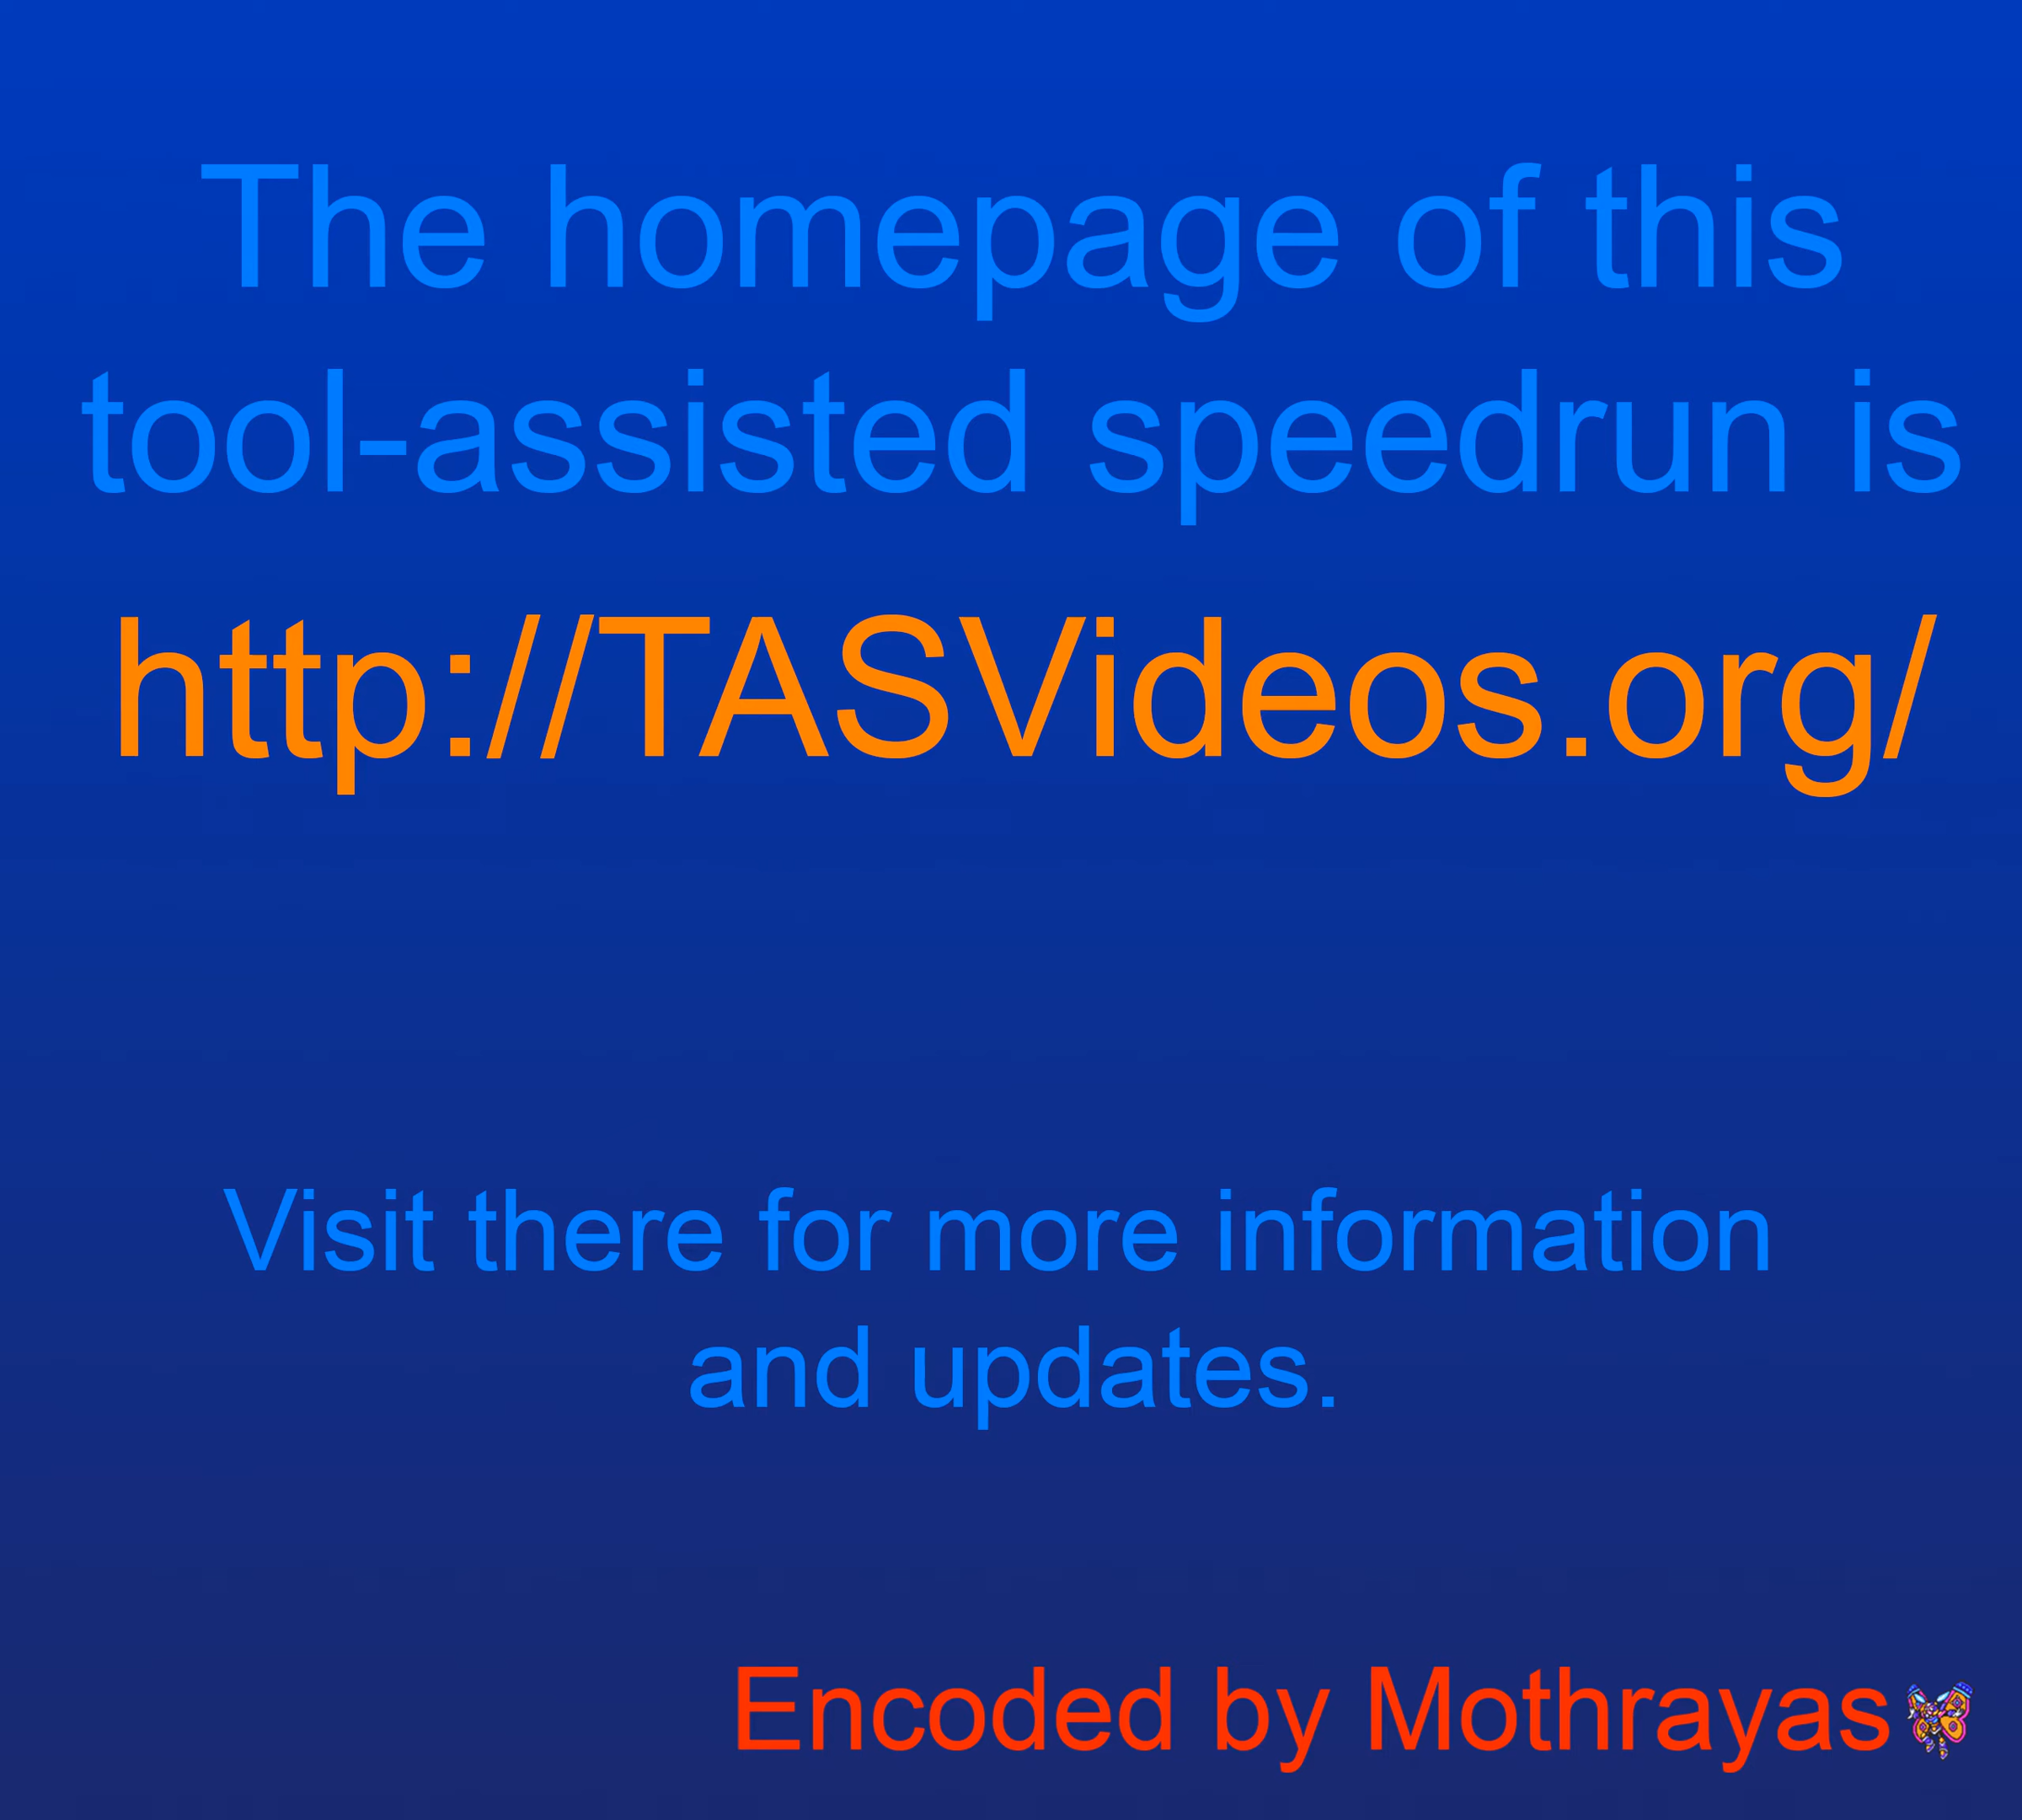 The homepage of this
tool-assisted speedrun is
http://TASVideos.org/
Visit there for more information
and updates.
Encoded by Mothrayas